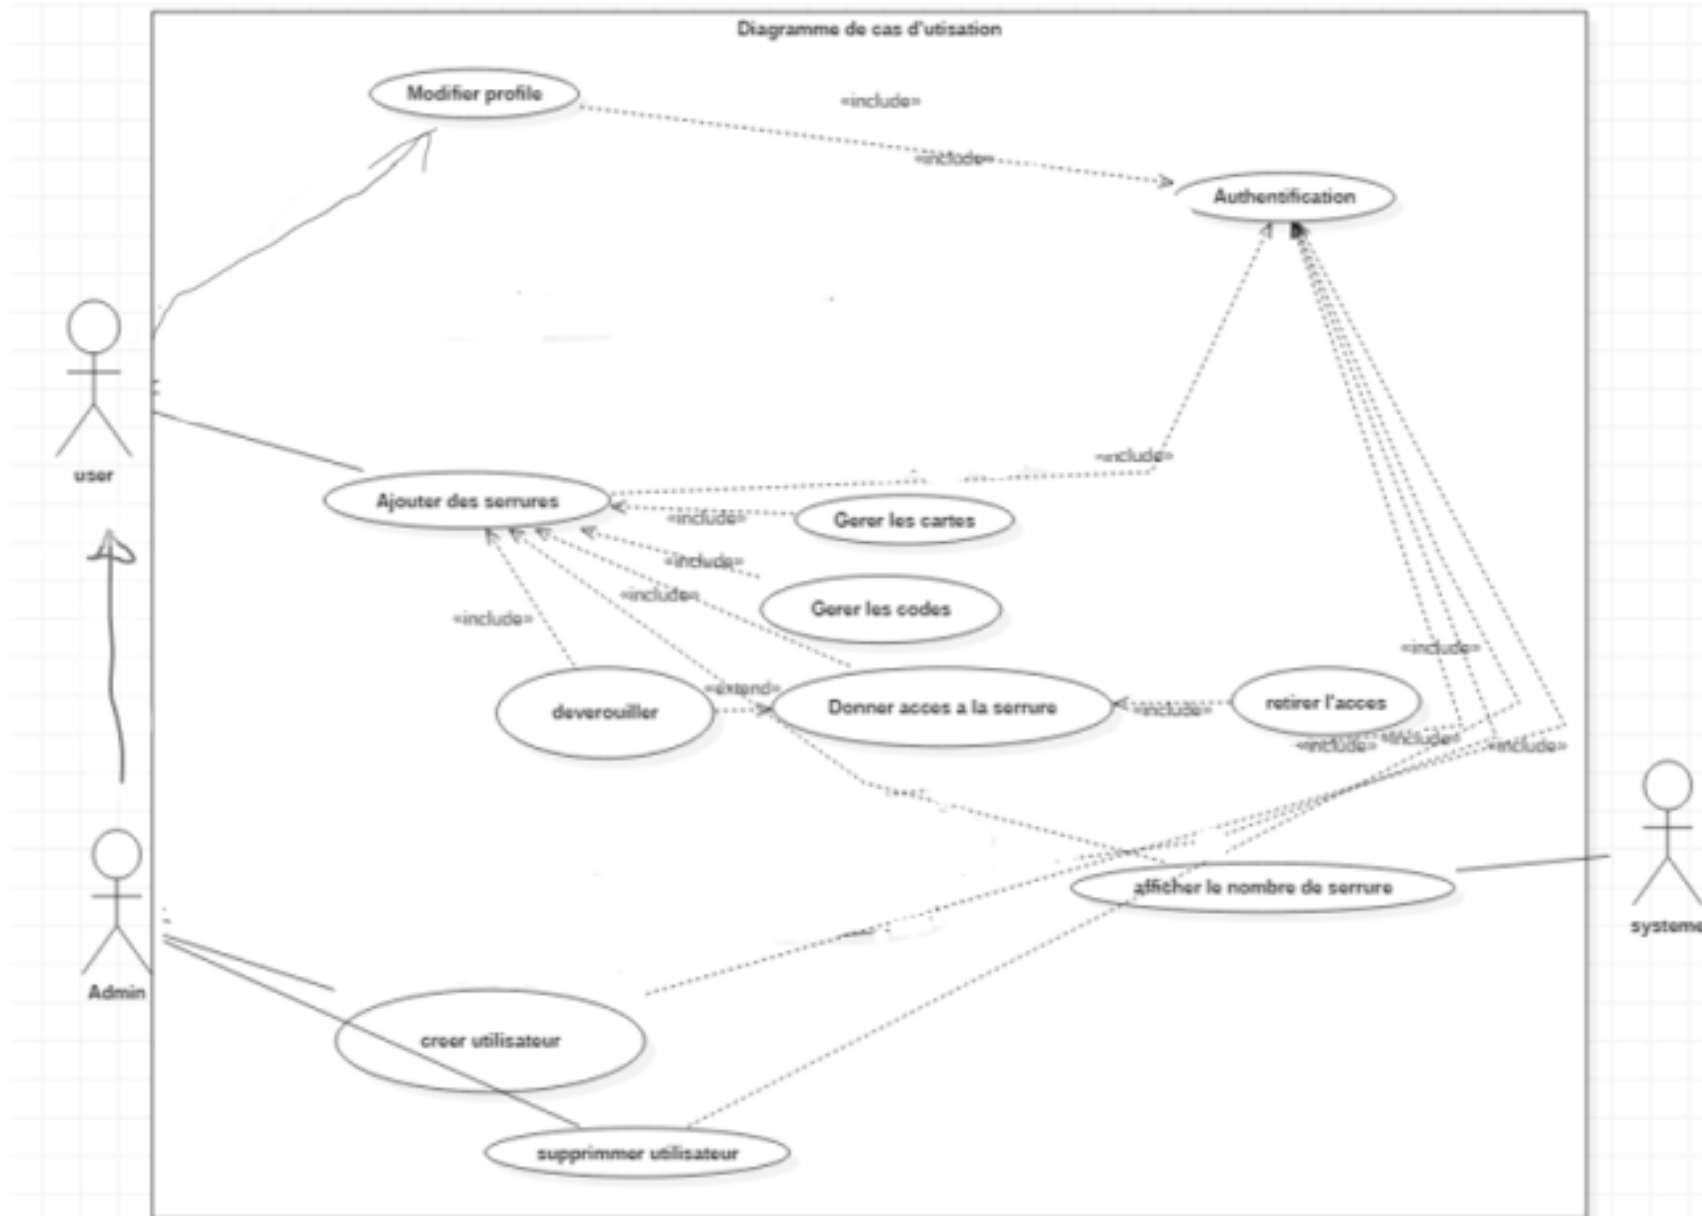 Diagramme de cas d'utisation
Modifier profile
«include»
«include»
Authentification
user
«include»
Ajouter des serrures
«include»
Gerer les cartes
«include»
«include»
Gerer les codes
«include»
«include»
«extend»
deverouiller
Donner acces a la serrure
«include»
retirer l'acces
«include»
«include»
«include»
afficher le nombre de serrure
systeme
Admin
creer utilisateur
supprimmer utilisateur